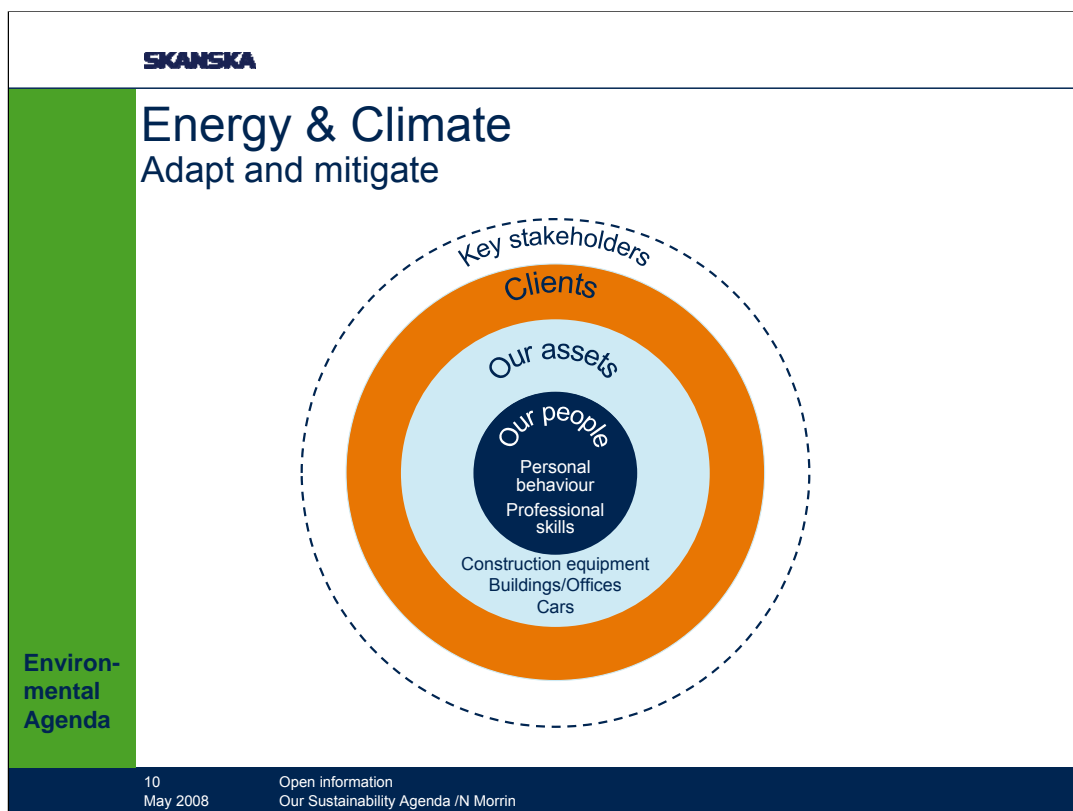 SKANSKA
Energy & Climate
Adapt and mitigate
Key stakeholders
Clients
Our assets
Our people
Personal
behaviour
Professional
skills
Construction equipment
Buildings/Offices
Cars
Environ-
mental
Agenda
10 Open information
May 2008 Our Sustainability Agenda /N Morrin